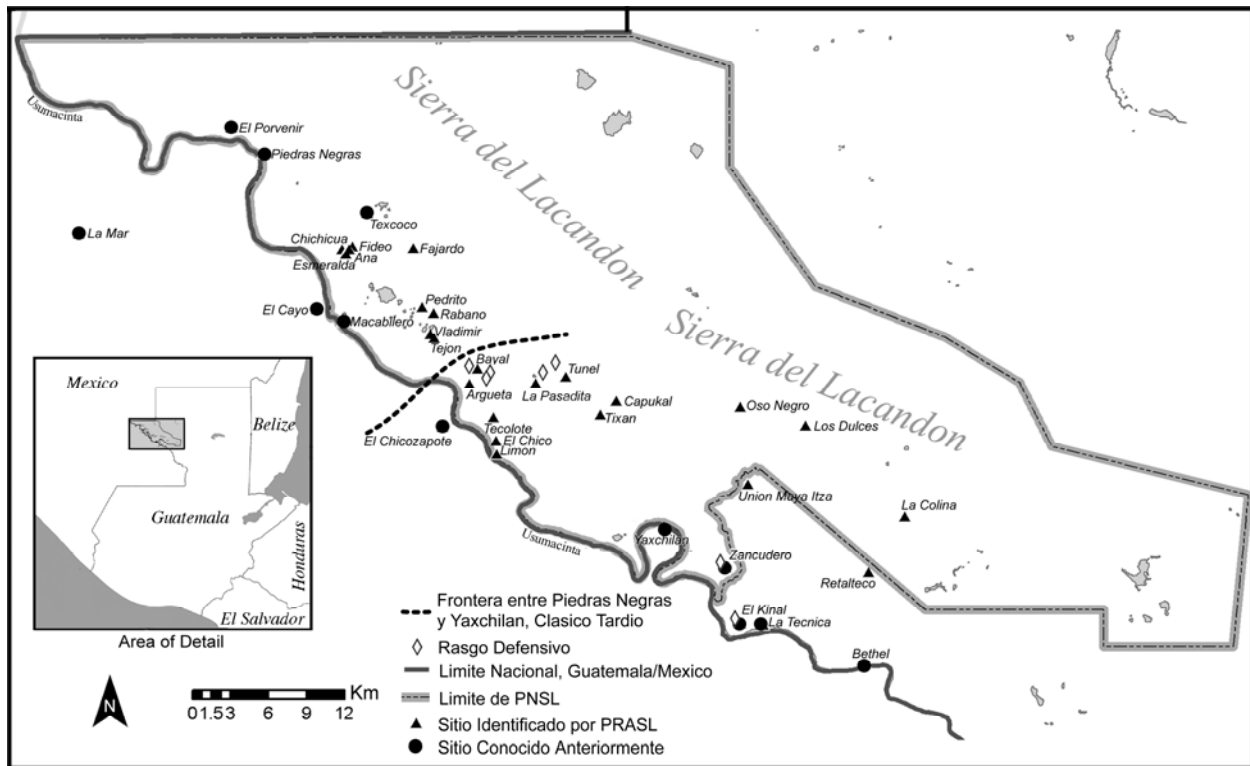 Usumacinta
El Porvenir
Piedras Negras
Sierra del Lacandon
La Mar
Texcoco
Chichicua
Fideo
Ana
Esmeralda
Fajardo
El Cayo
Macabilero
Pedrito
Rabano
Vladimir
Tejon
Sierra del Lacandon
Bayal
Argueta
La Pasadita
Tunel
Capukal
Tixan
Oso Negro
Los Dulces
El Chicozapote
Tecolote
El Chico
Limon
Union Maya Itza
La Colina
Usumacinta
Yaxchilan
Zancudero
Retalteco
El Kinal
La Tecnica
Bethel
Mexico
Belize
Guatemala
Honduras
El Salvador
Area of Detail
N
Km
0 1.5 3 6 9 12
Frontera entre Piedras Negras
y Yaxchilan, Clasico Tardio
Rasgo Defensivo
Limite Nacional, Guatemala/Mexico
Limite de PNSL
Sitio Identificado por PRASL
Sitio Conocido Anteriormente